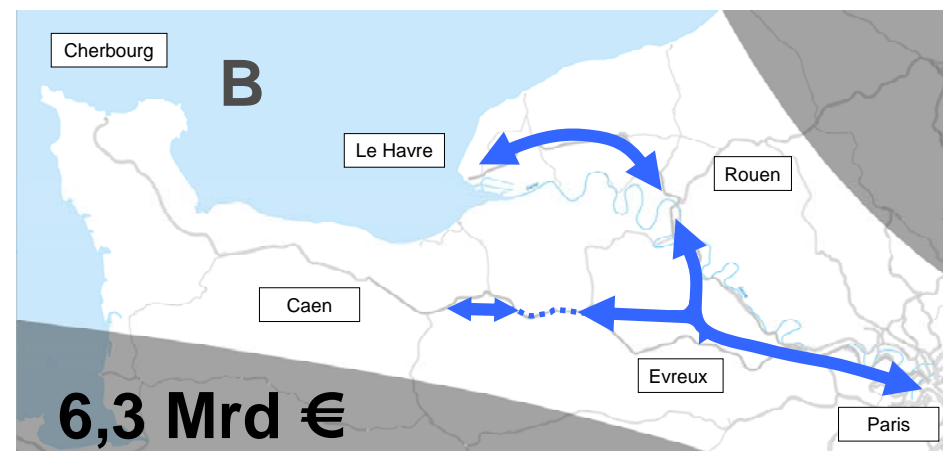 Cherbourg
B
Le Havre
Rouen
Caen
Evreux
6,3 Mrd €
Paris